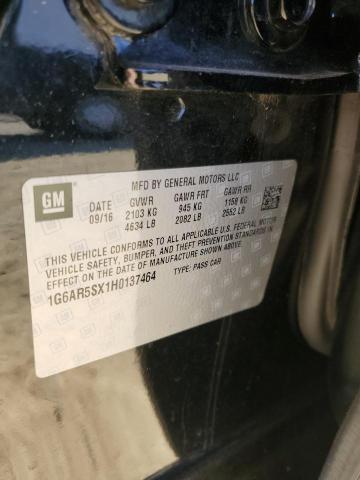 GM
MFD BY GENERAL MOTORS LLC
DATE GVWR GAWR FRT GAWR RR
09/16 2103 KG 945 KG 1158 KG
4634 LB 2082 LB 2552 LB
THIS VEHICLE CONFORMS TO ALL APPLICABLE U.S. FEDERAL MOTOR
VEHICLE SAFETY, BUMPER, AND THEFT PREVENTION STANDARDS IN
EFFECT ON THE DATE OF MANUFACTURE SHOWN ABOVE.
1G6AR5SX1H0137464 TYPE: PASS CAR